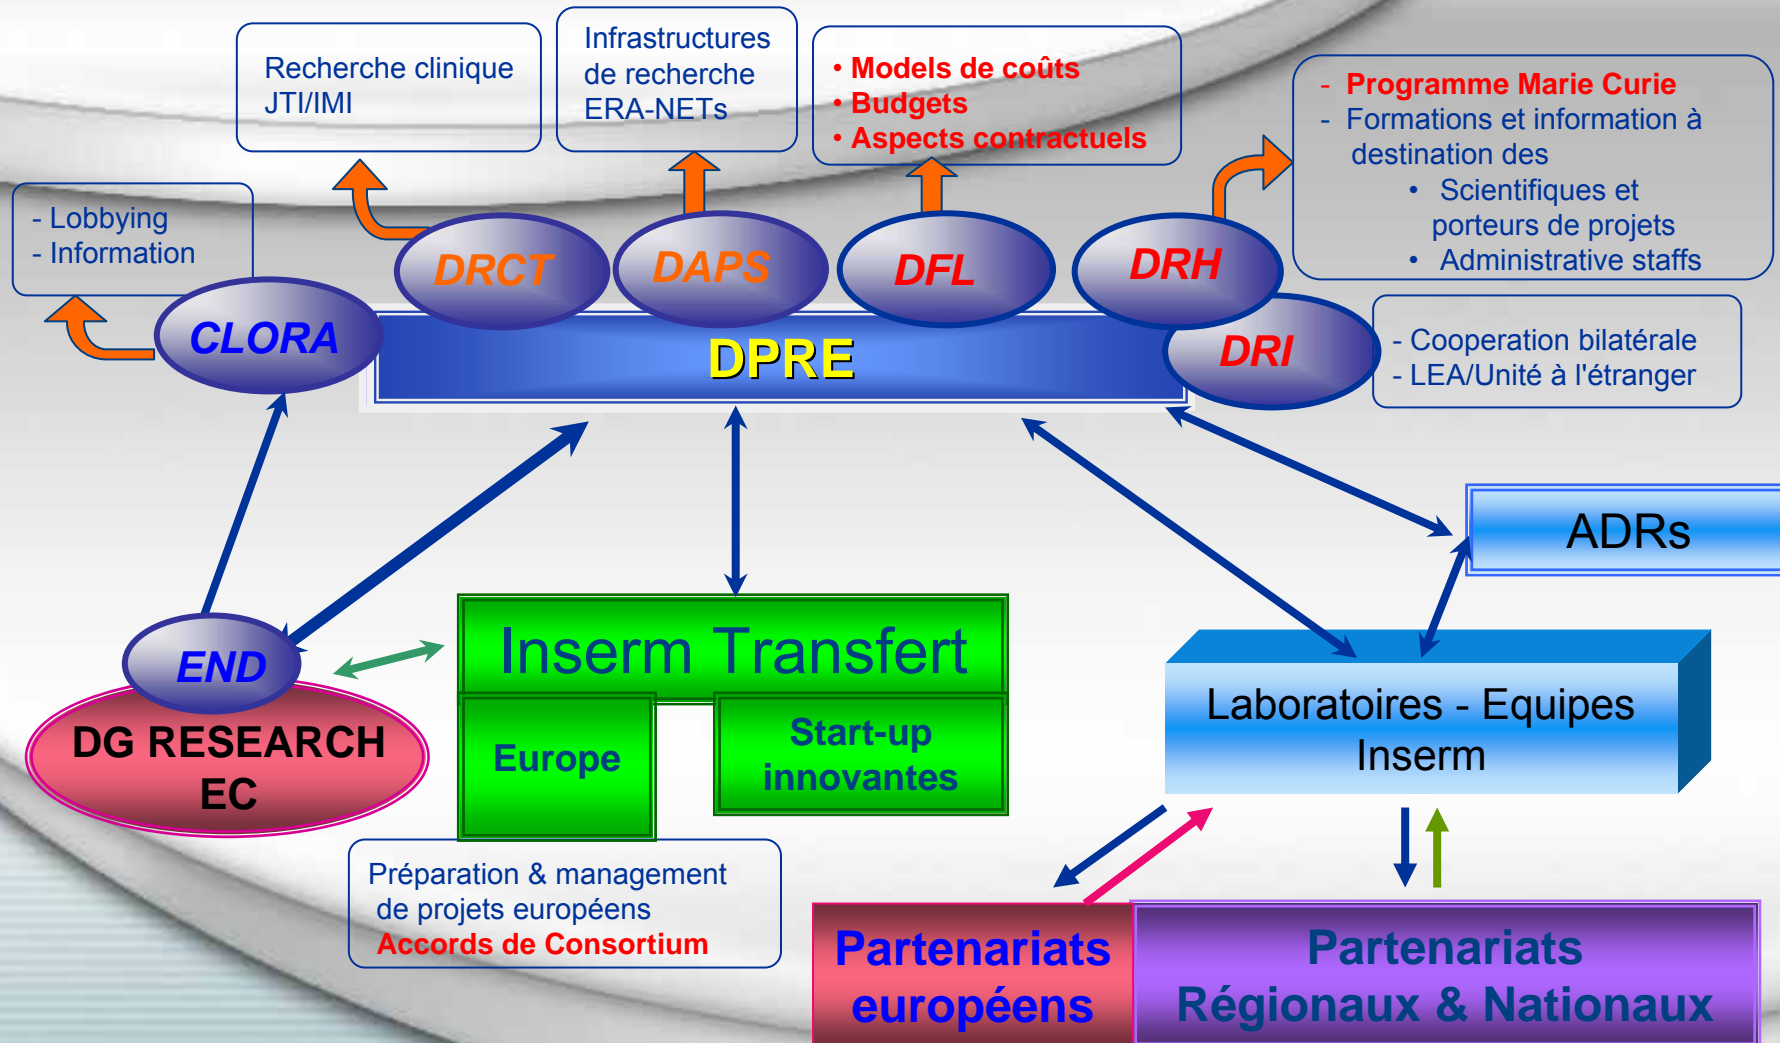 Recherche clinique
JTI/IMI
Infrastructures
de recherche
ERA-NETs
• Models de coûts
• Budgets
• Aspects contractuels
- Programme Marie Curie
- Formations et information à
destination des
• Scientifiques et
porteurs de projets
• Administrative staffs
- Lobbying
- Information
DRCT
DAPS
DFL
DRH
CLORA
DPRE
DRI
- Cooperation bilatérale
- LEA/Unité à l'étranger
ADRs
END
DG RESEARCH
EC
Inserm Transfert
Europe
Start-up
innovantes
Laboratoires - Equipes
Inserm
Préparation & management
de projets européens
Accords de Consortium
Partenariats
européens
Partenariats
Régionaux & Nationaux